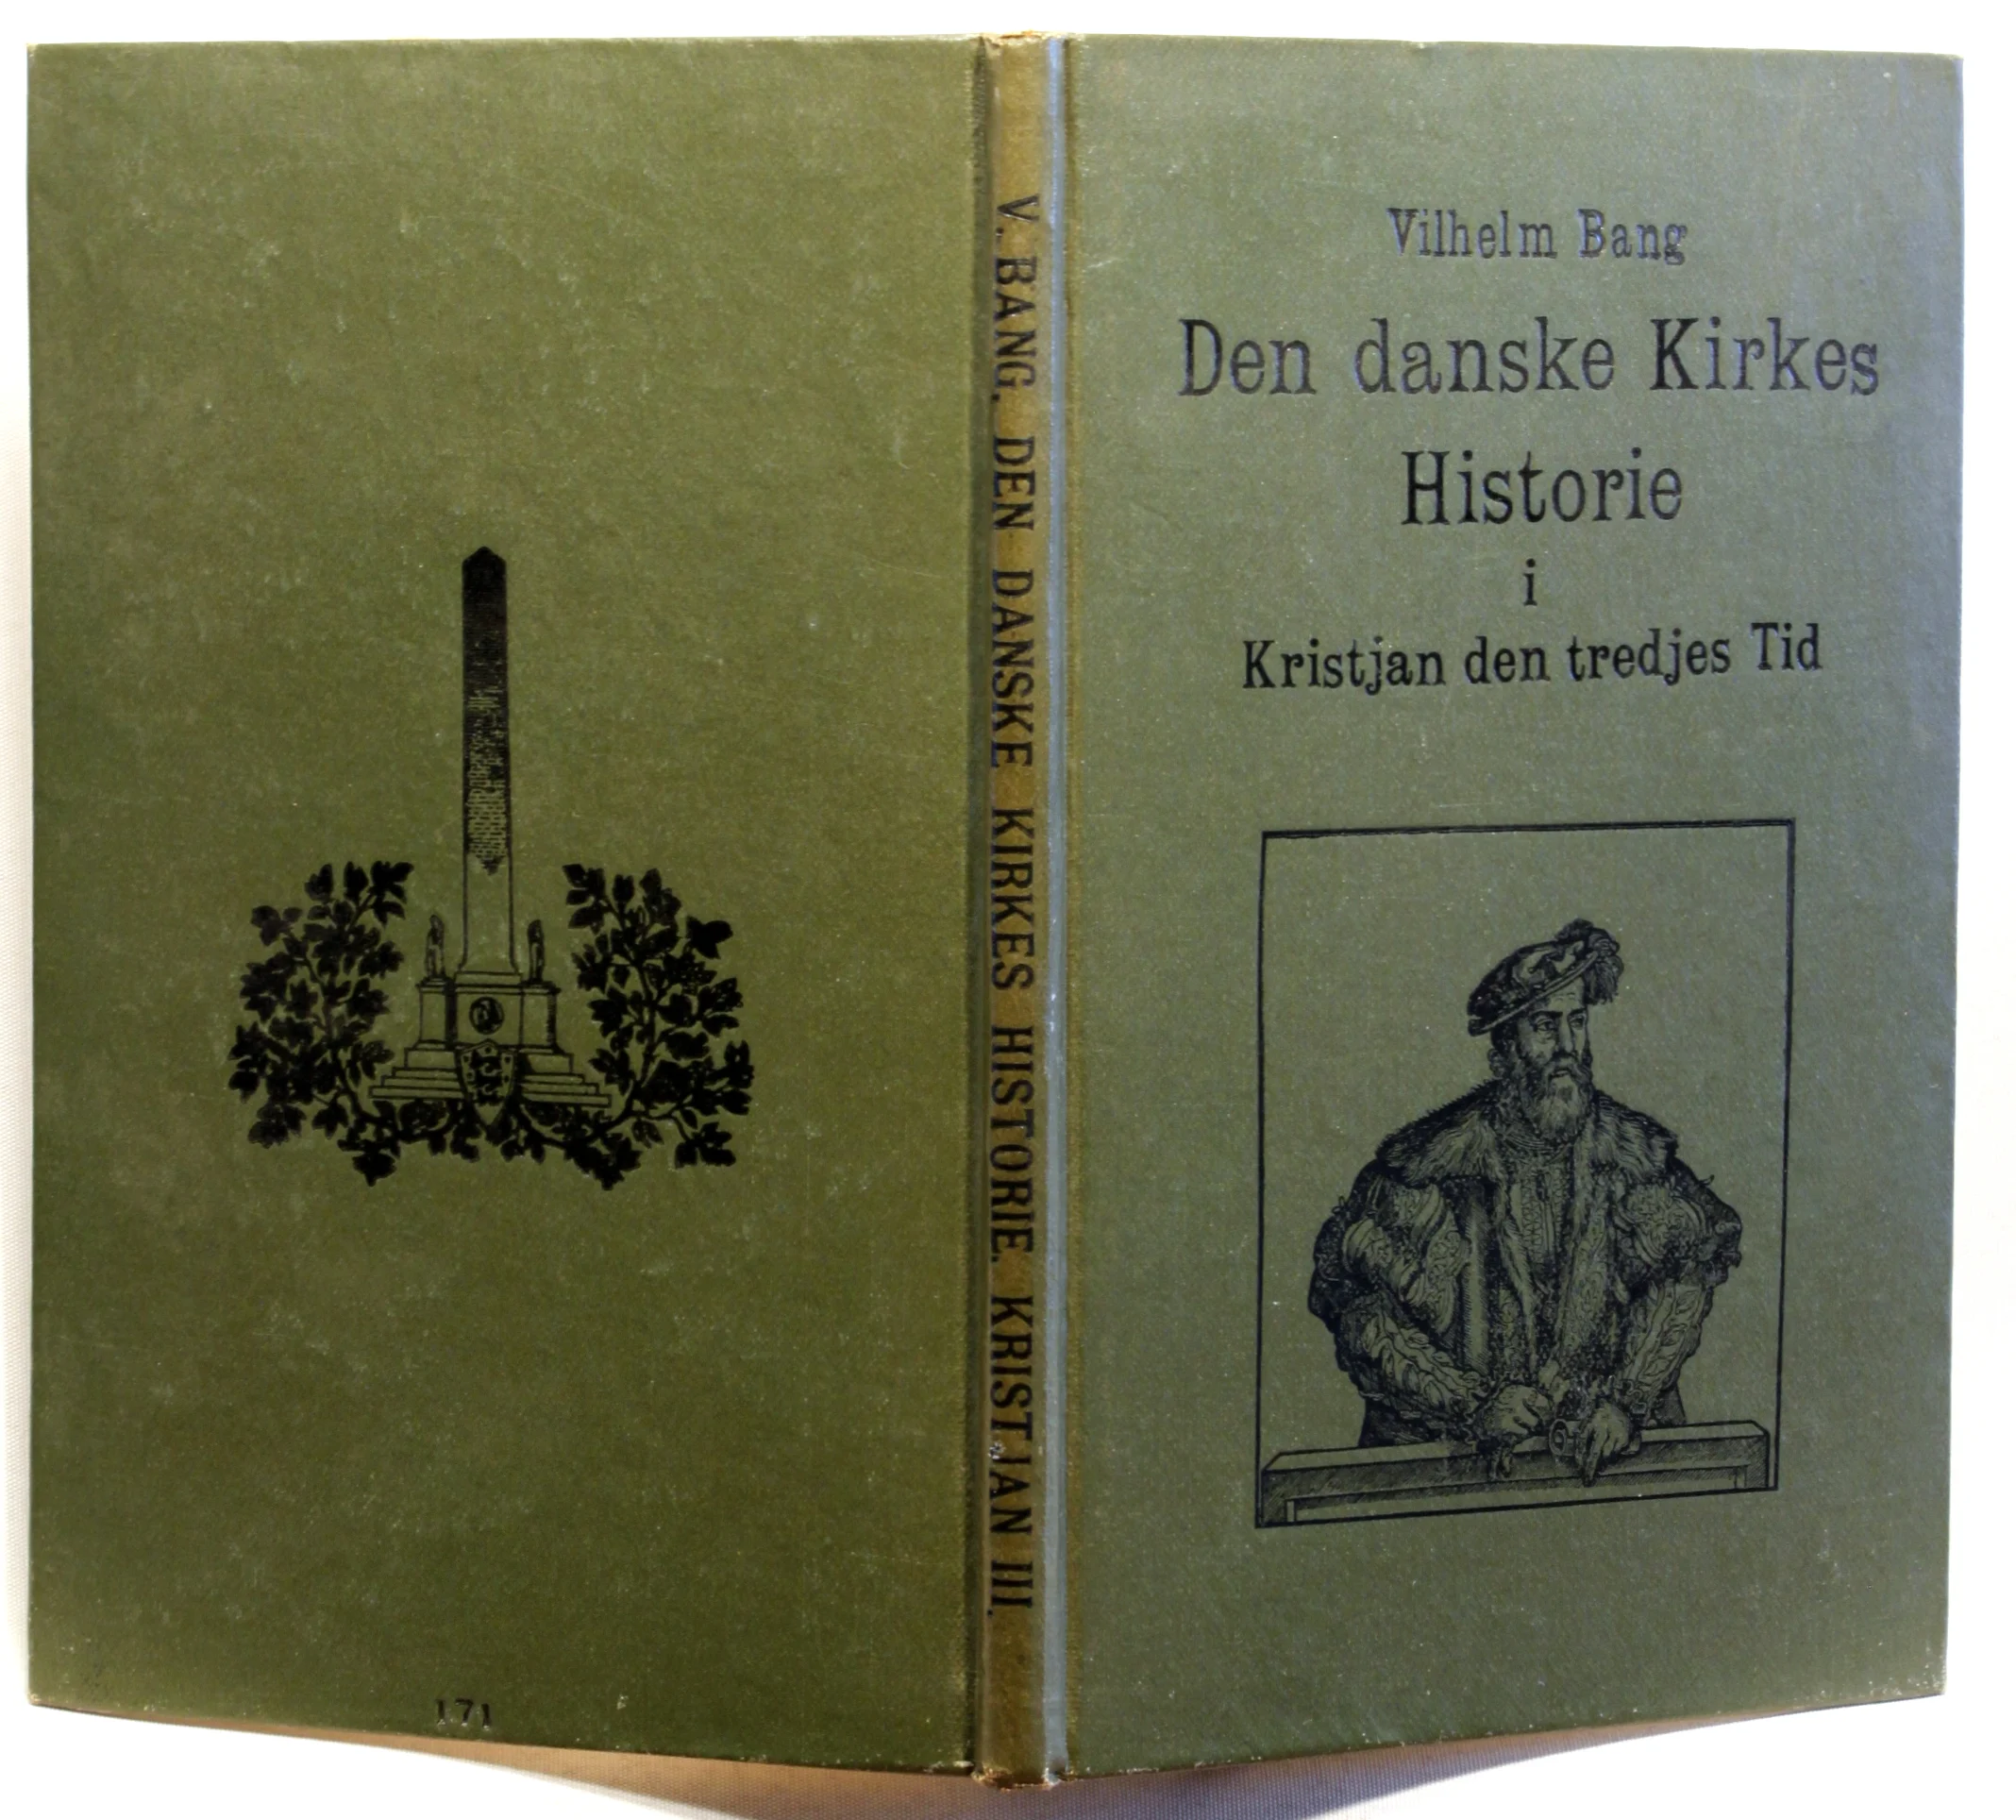 Vilhelm Bang
Den danske Kirkes
Historie
i
Kristjan den tredjes Tid
V. BANG. DEN DANSKE KIRKES HISTORIE. KRISTJAN III.
171